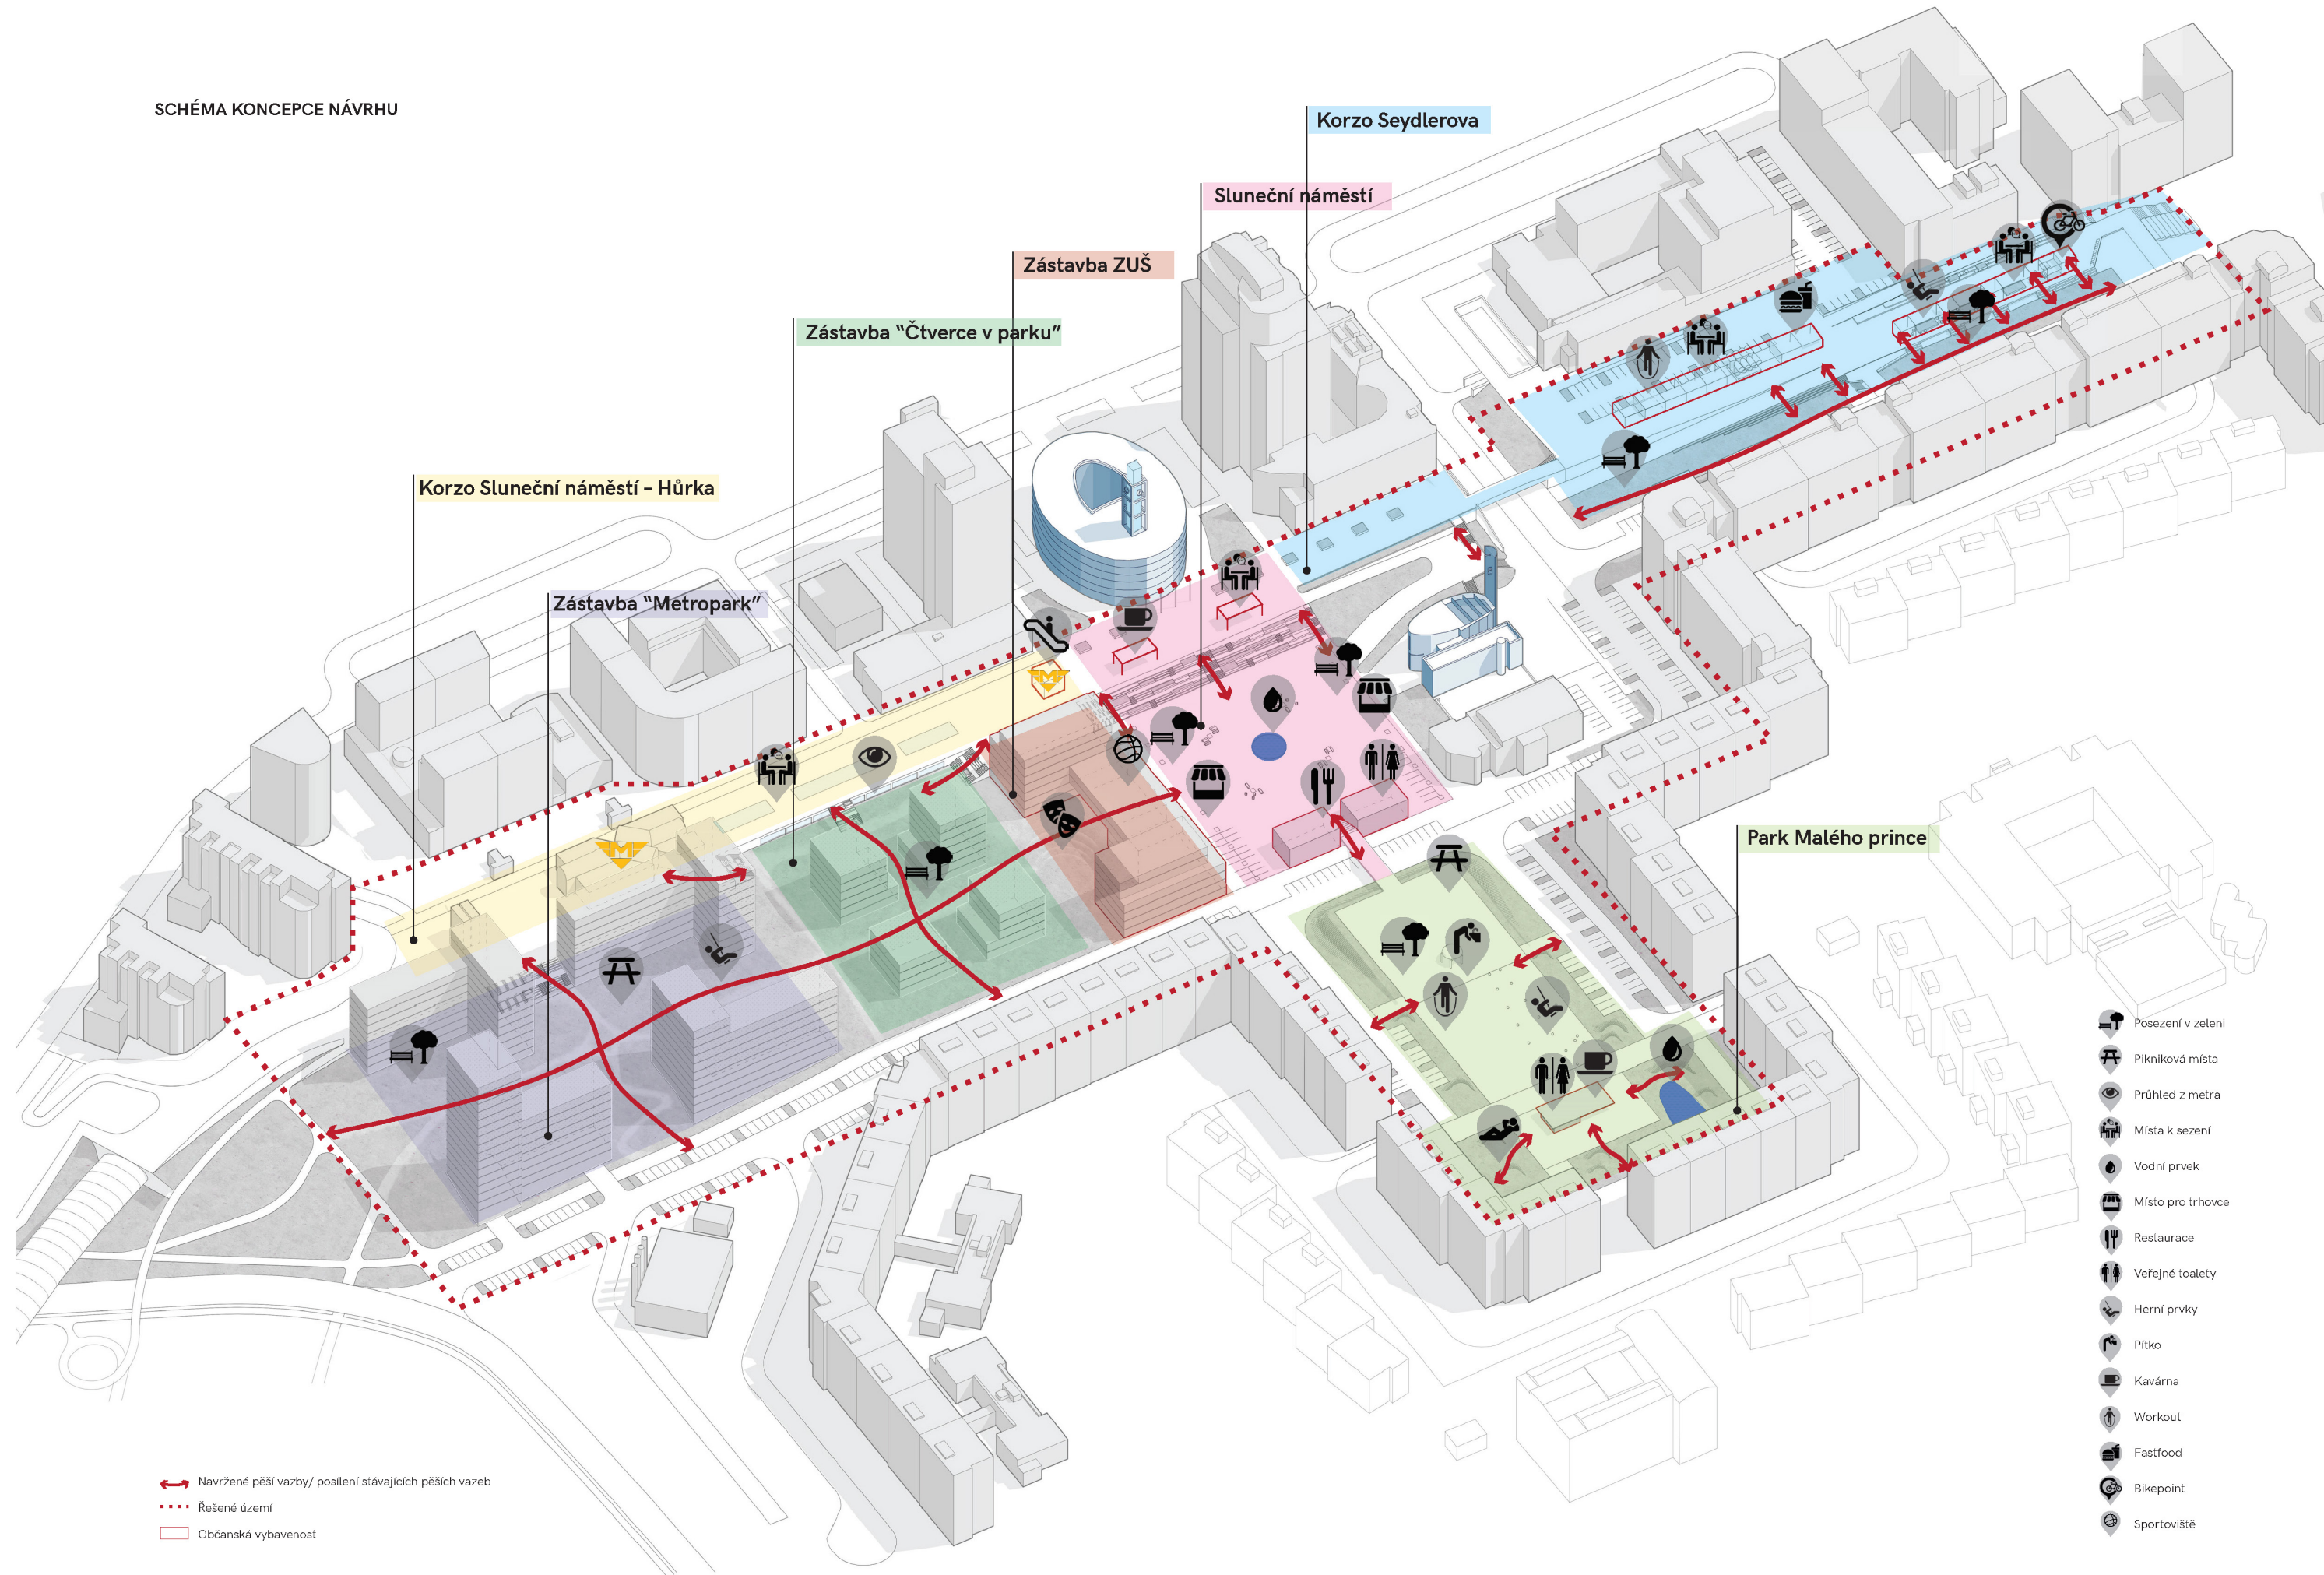 SCHÉMA KONCEPCE NÁVRHU
Korzo Seydlerova
Sluneční náměstí
Zástavba ZUŠ
Zástavba “Čtverce v parku”
Korzo Sluneční náměstí – Hůrka
Zástavba “Metropark”
Park Malého prince
M
M
Posezení v zeleni
Pikniková místa
Průhled z metra
Místa k sezení
Vodní prvek
Místo pro trhovce
Restaurace
Veřejné toalety
Herní prvky
Pítko
Kavárna
Workout
Fastfood
Bikepoint
Sportoviště
Navržené pěší vazby/ posílení stávajících pěších vazeb
Řešené území
Občanská vybavenost